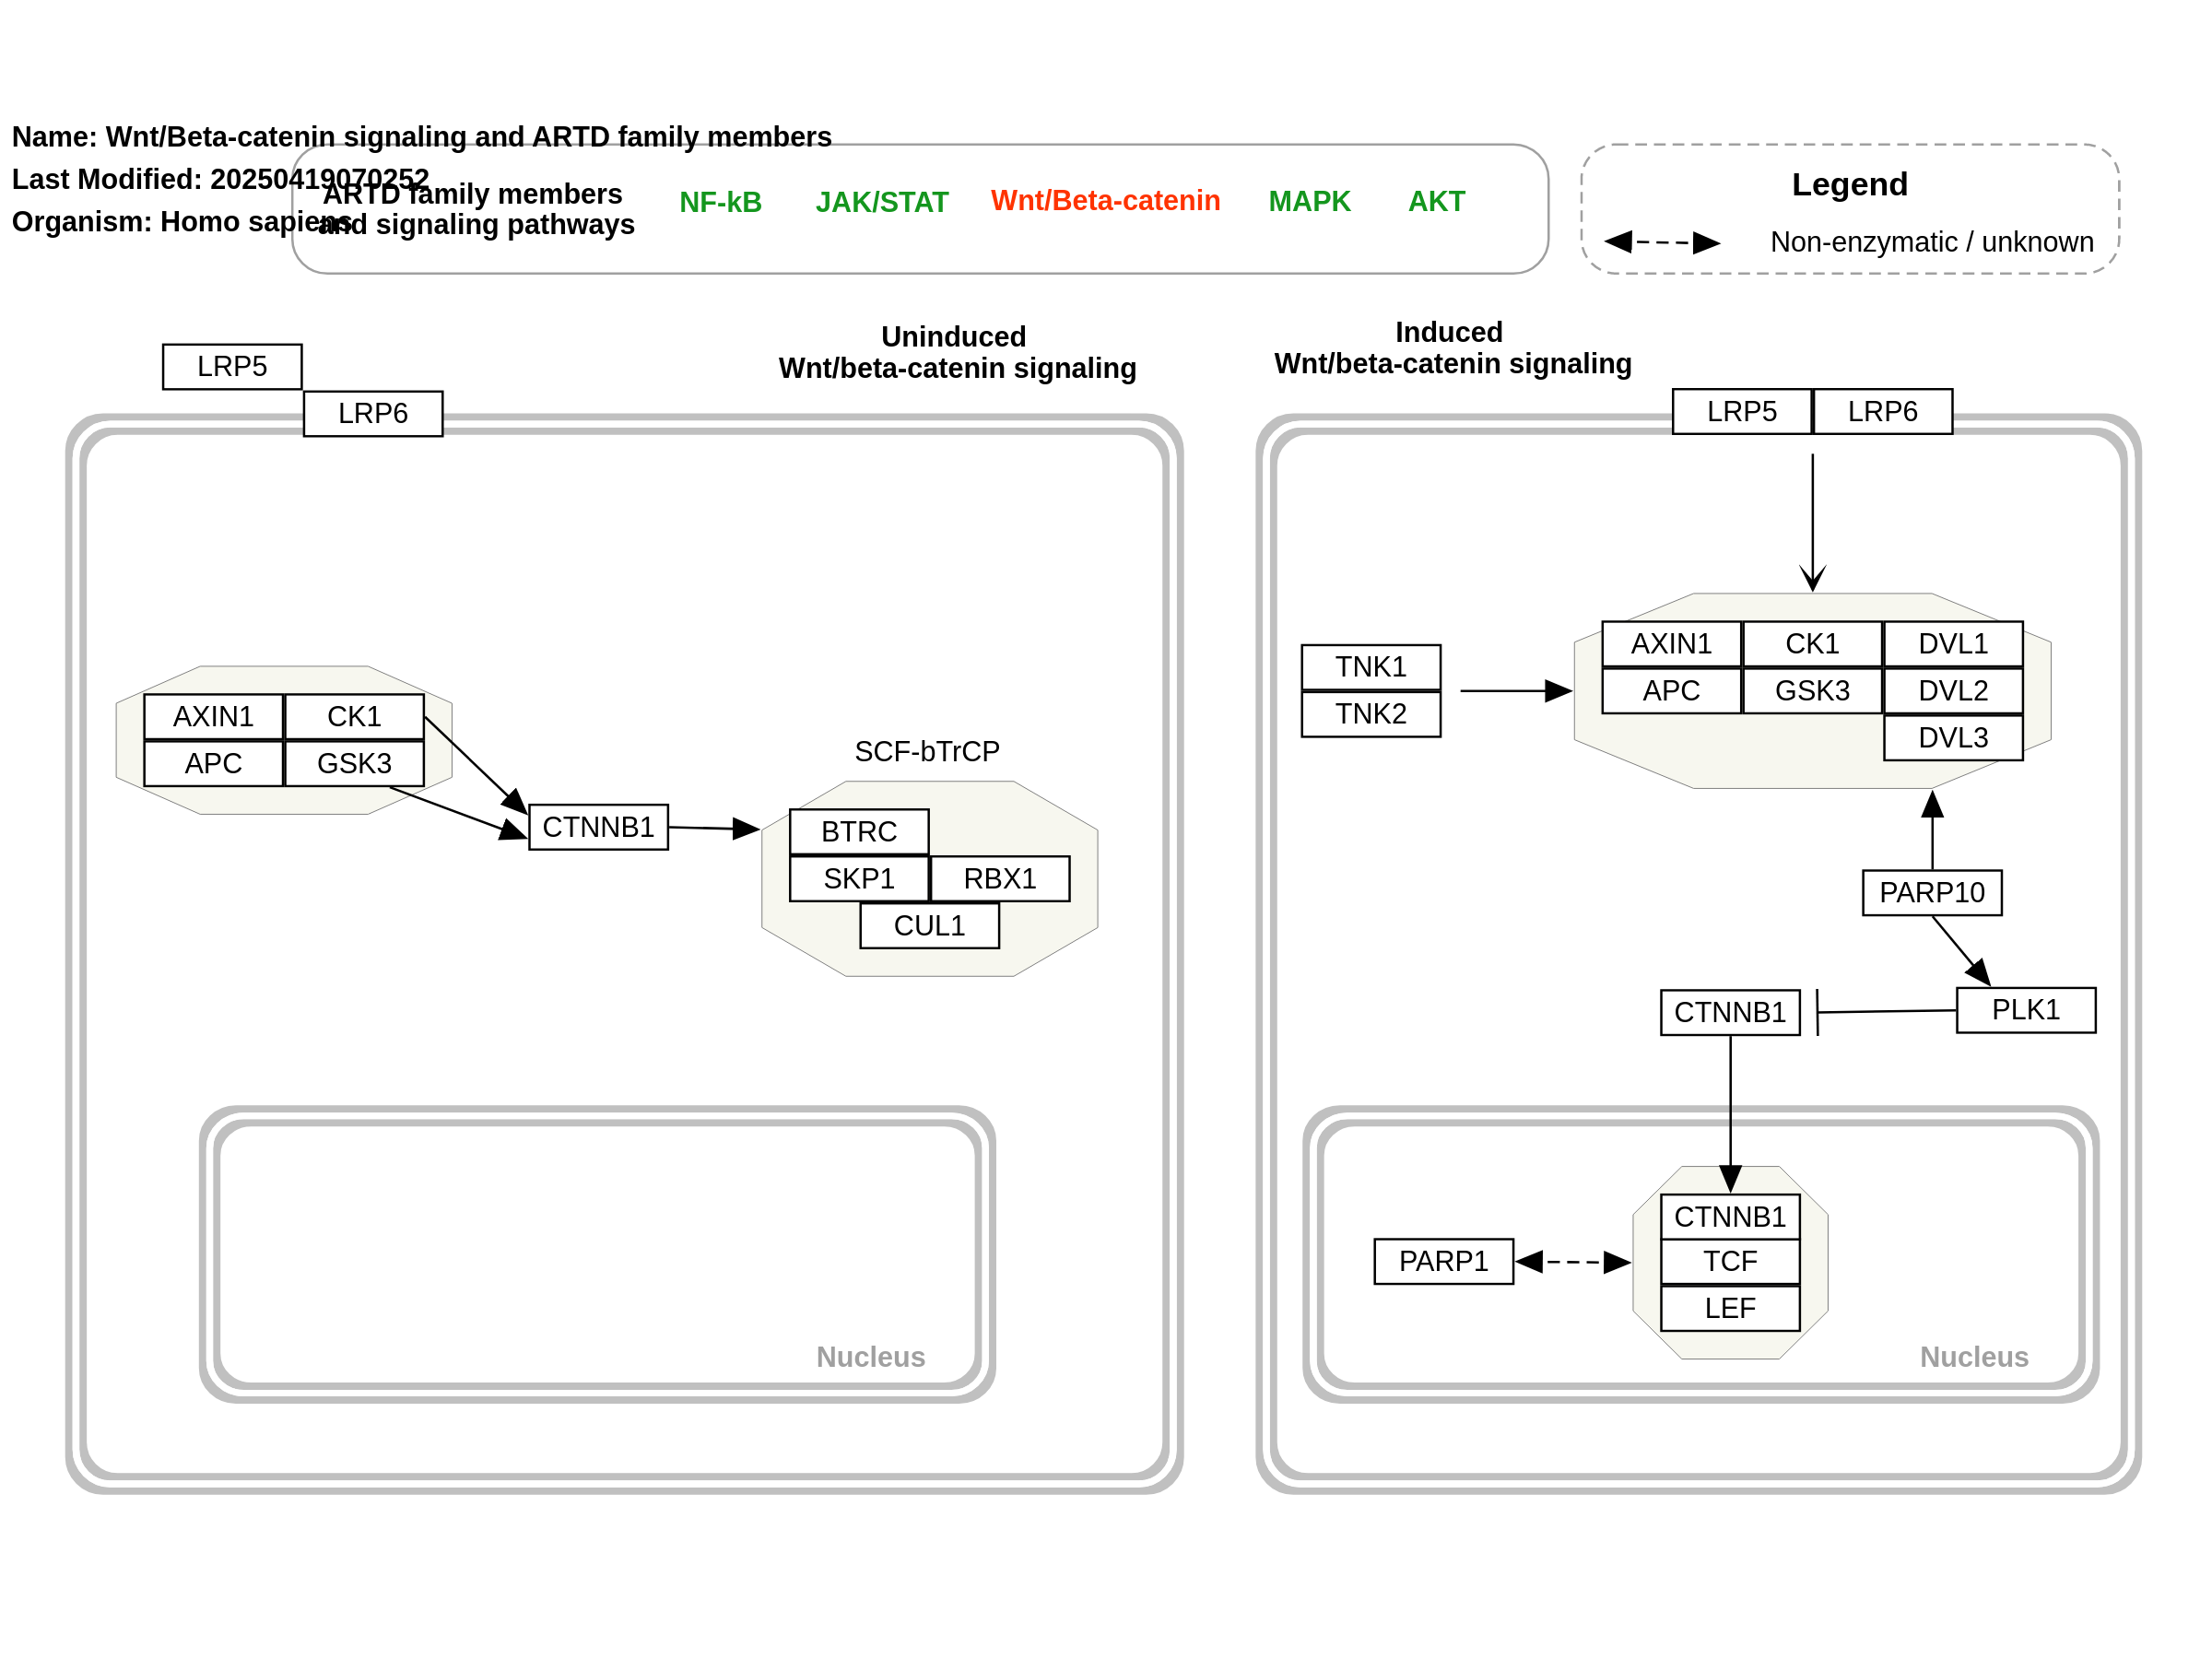 Name: Wnt/Beta-catenin signaling and ARTD family members
Last Modified: 20250419070252
Organism: Homo sapiens
ARTD family members
and signaling pathways
NF-kB
JAK/STAT
Wnt/Beta-catenin
MAPK
AKT
Legend
Non-enzymatic / unknown
Uninduced
Wnt/beta-catenin signaling
LRP5
LRP6
AXIN1
CK1
APC
GSK3
CTNNB1
SCF-bTrCP
BTRC
SKP1
RBX1
CUL1
Nucleus
Induced
Wnt/beta-catenin signaling
LRP5
LRP6
TNK1
TNK2
AXIN1
CK1
DVL1
APC
GSK3
DVL2
DVL3
PARP10
CTNNB1
PLK1
PARP1
CTNNB1
TCF
LEF
Nucleus